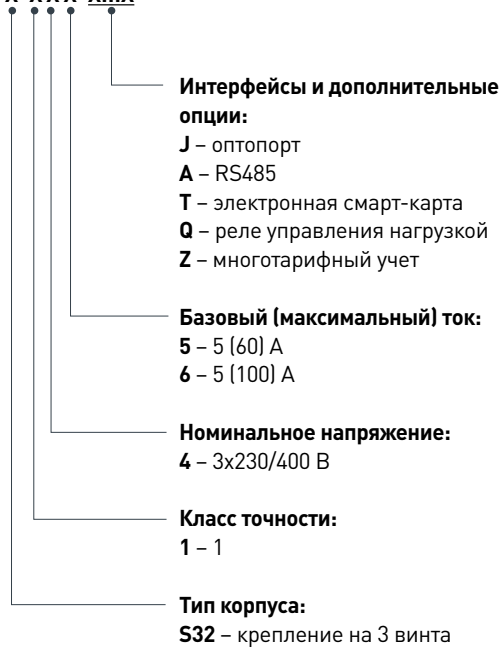 Интерфейсы и дополнительные
опции:
J – оптопорт
A – RS485
T – электронная смарт-карта
Q – реле управления нагрузкой
Z – многотарифный учет
Базовый (максимальный) ток:
5 – 5 (60) А
6 – 5 (100) А
Номинальное напряжение:
4 – 3х230/400 В
Класс точности:
1 – 1
Тип корпуса:
S32 – крепление на 3 винта